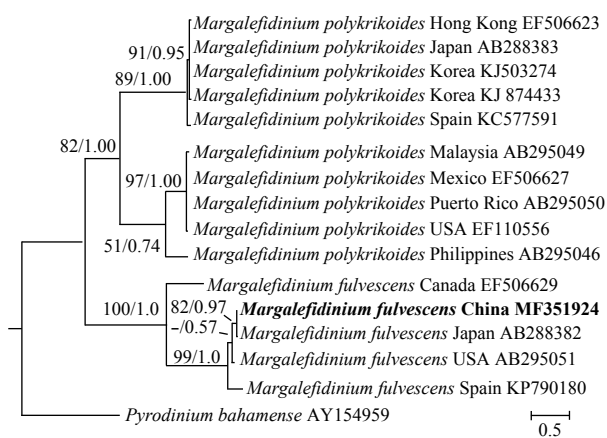 Margalefidinium polykrikoides Hong Kong EF506623
91/0.95
Margalefidinium polykrikoides Japan AB288383
Margalefidinium polykrikoides Korea KJ503274
89/1.00
Margalefidinium polykrikoides Korea KJ 874433
Margalefidinium polykrikoides Spain KC577591
82/1.00
Margalefidinium polykrikoides Malaysia AB295049
97/1.00
Margalefidinium polykrikoides Mexico EF506627
Margalefidinium polykrikoides Puerto Rico AB295050
Margalefidinium polykrikoides USA EF110556
51/0.74
Margalefidinium polykrikoides Philippines AB295046
Margalefidinium fulvescens Canada EF506629
100/1.0
82/0.97
Margalefidinium fulvescens China MF351924
–/0.57
Margalefidinium fulvescens Japan AB288382
99/1.0
Margalefidinium fulvescens USA AB295051
Margalefidinium fulvescens Spain KP790180
Pyrodinium bahamense AY154959
0.5